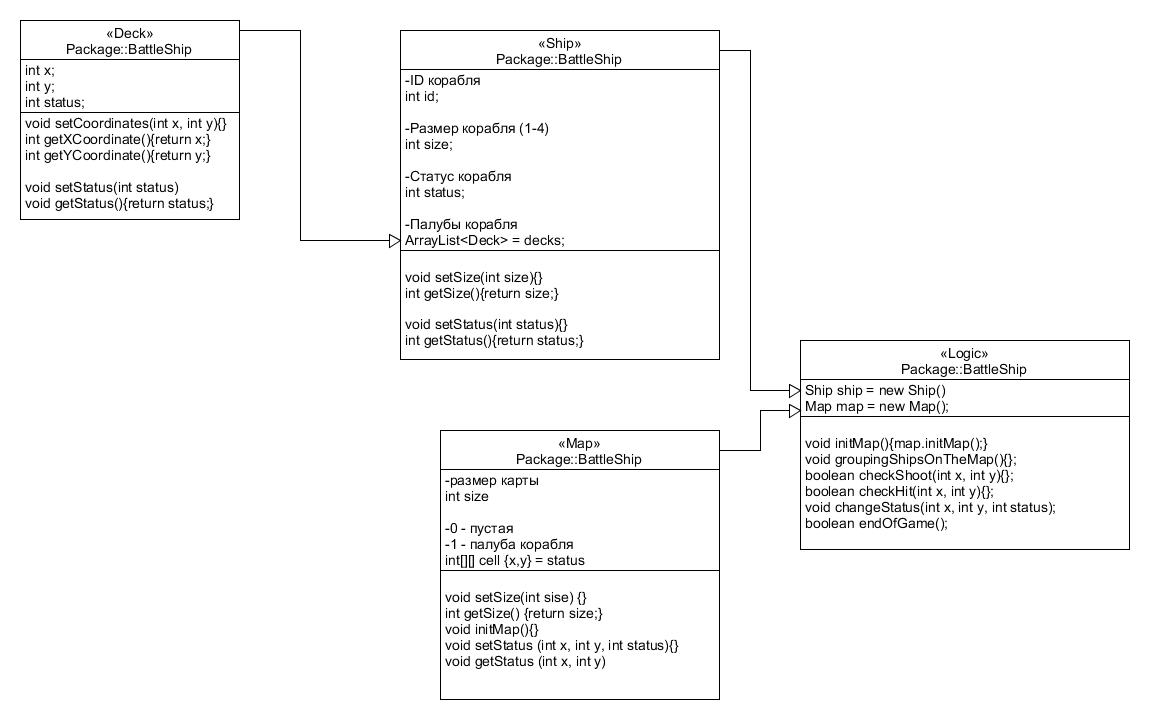 «Deck»
Package::BattleShip
int x;
int y;
int status;
void setCoordinates(int x, int y){}
int getXCoordinate(){return x;}
int getYCoordinate(){return y;}
void setStatus(int status)
void getStatus(){return status;}
«Ship»
Package::BattleShip
-ID корабля
int id;
-Размер корабля (1-4)
int size;
-Статус корабля
int status;
-Палубы корабля
ArrayList<Deck> = decks;
void setSize(int size){}
int getSize(){return size;}
void setStatus(int status){}
int getStatus(){return status;}
«Map»
Package::BattleShip
-размер карты
int size
-0 - пустая
-1 - палуба корабля
int[][] cell {x,y} = status
void setSize(int sise) {}
int getSize() {return size;}
void initMap(){}
void setStatus (int x, int y, int status){}
void getStatus (int x, int y)
«Logic»
Package::BattleShip
Ship ship = new Ship()
Map map = new Map();
void initMap(){map.initMap();}
void groupingShipsOnTheMap(){};
boolean checkShoot(int x, int y){};
boolean checkHit(int x, int y){};
void changeStatus(int x, int y, int status);
boolean endOfGame();